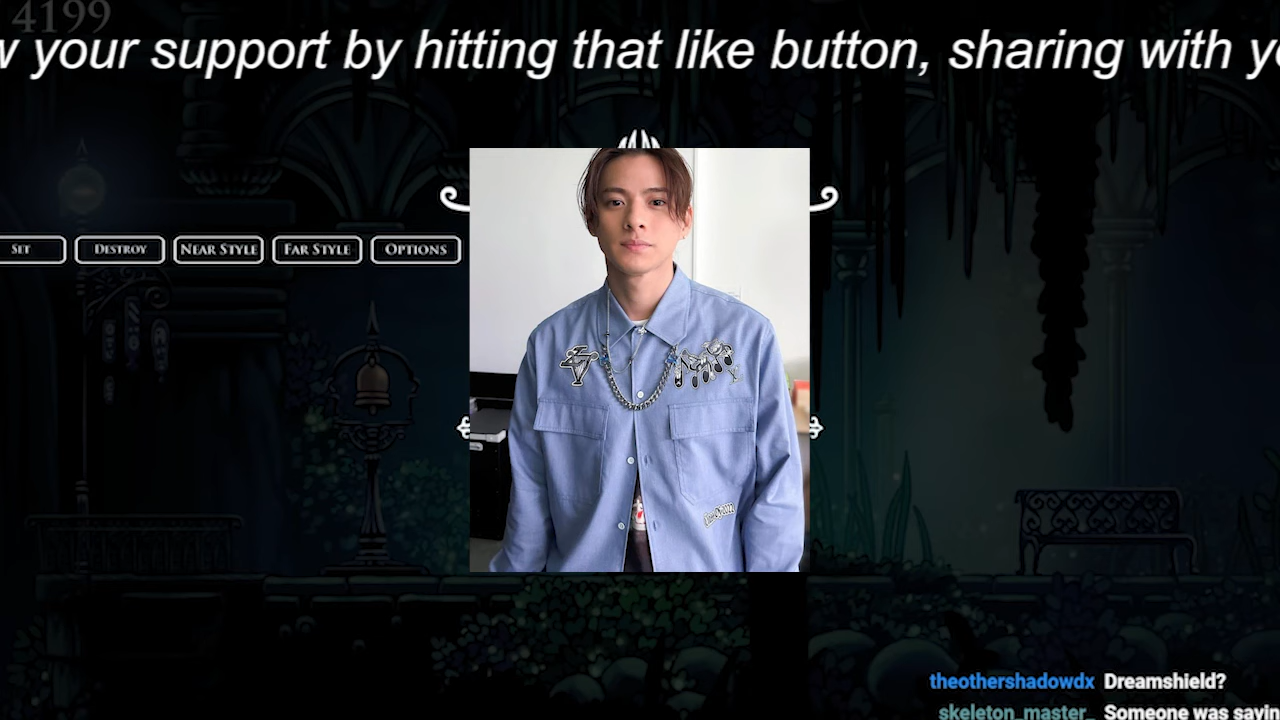 4199
w your support by hitting that like button, sharing with yo
SET
DESTROY
NEAR STYLE
FAR STYLE
OPTIONS
theothershadowdx Dreamshield?
skeleton_master_ Someone was sayin